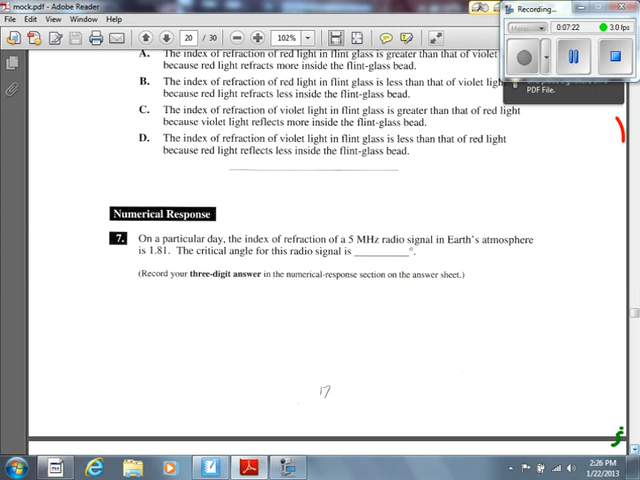 mock.pdf - Adobe Reader
File Edit View Window Help
20 / 30 102%
Recording...
Menu 00:07:22 3.0 fps
PDF File.
A. The index of refraction of red light in flint glass is greater than that of violet
because red light refracts more inside the flint-glass bead.
B. The index of refraction of red light in flint glass is less than that of violet light
because red light refracts less inside the flint-glass bead.
C. The index of refraction of violet light in flint glass is greater than that of red light
because violet light reflects more inside the flint-glass bead.
D. The index of refraction of violet light in flint glass is less than that of red light
because red light reflects less inside the flint-glass bead.
Numerical Response
7. On a particular day, the index of refraction of a 5 MHz radio signal in Earth's atmosphere
is 1.81. The critical angle for this radio signal is __________°.
(Record your three-digit answer in the numerical-response section on the answer sheet.)
17
2:26 PM
1/22/2013